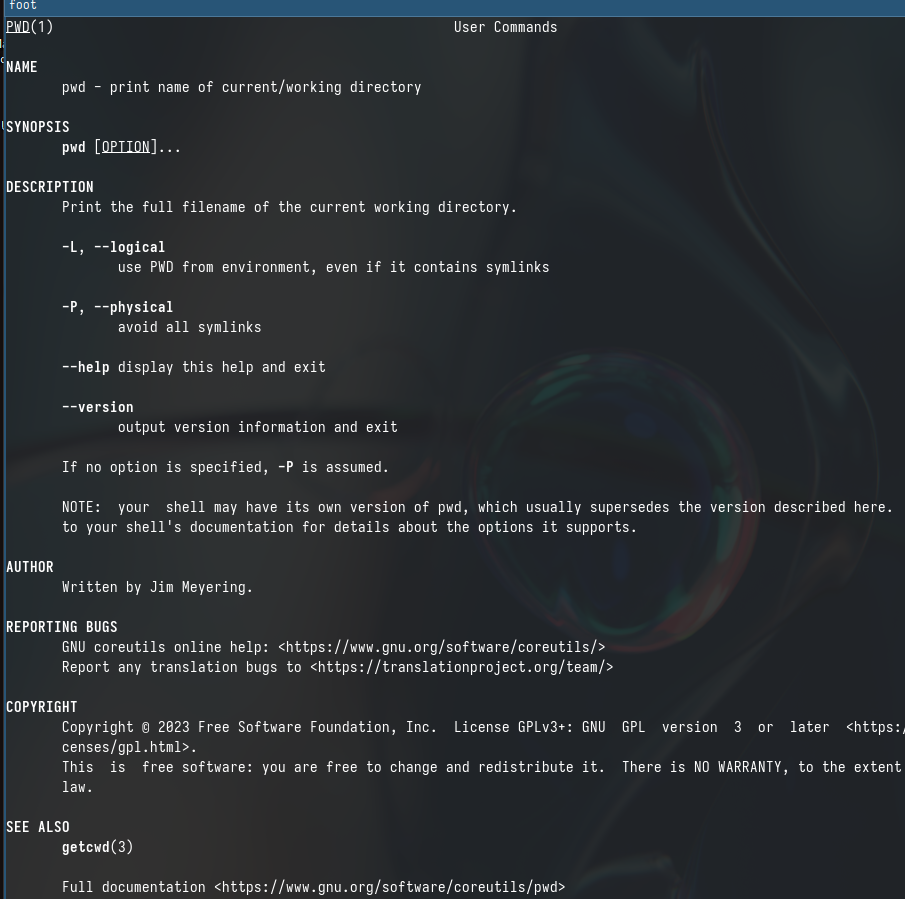 foot
PWD(1) User Commands
NAME
pwd - print name of current/working directory
SYNOPSIS
pwd [OPTION]...
DESCRIPTION
Print the full filename of the current working directory.
-L, --logical
use PWD from environment, even if it contains symlinks
-P, --physical
avoid all symlinks
--help display this help and exit
--version
output version information and exit
If no option is specified, -P is assumed.
NOTE:  your  shell may have its own version of pwd, which usually supersedes the version described here.
to your shell's documentation for details about the options it supports.
AUTHOR
Written by Jim Meyering.
REPORTING BUGS
GNU coreutils online help: <https://www.gnu.org/software/coreutils/>
Report any translation bugs to <https://translationproject.org/team/>
COPYRIGHT
Copyright © 2023 Free Software Foundation, Inc.  License GPLv3+: GNU  GPL  version  3  or  later  <https:/
censes/gpl.html>.
This  is  free software: you are free to change and redistribute it.  There is NO WARRANTY, to the extent
law.
SEE ALSO
getcwd(3)
Full documentation <https://www.gnu.org/software/coreutils/pwd>